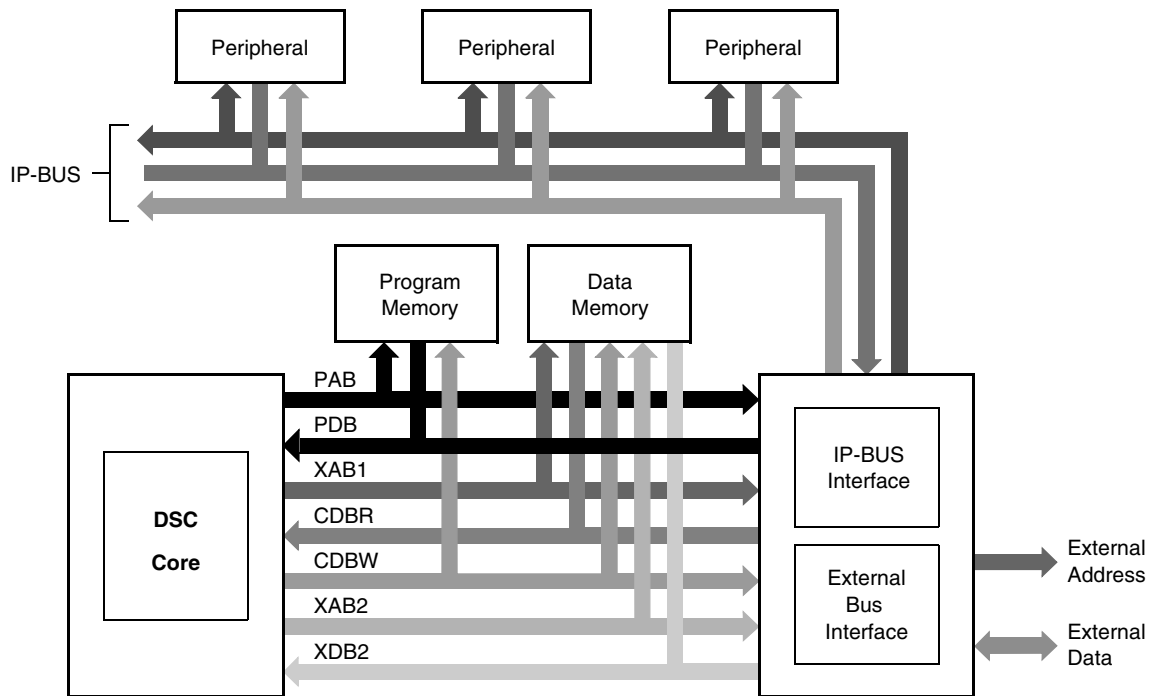 Peripheral
Peripheral
Peripheral
IP-BUS
Program
Memory
Data
Memory
PAB
PDB
XAB1
CDBR
CDBW
XAB2
XDB2
DSC
Core
IP-BUS
Interface
External
Bus
Interface
External
Address
External
Data